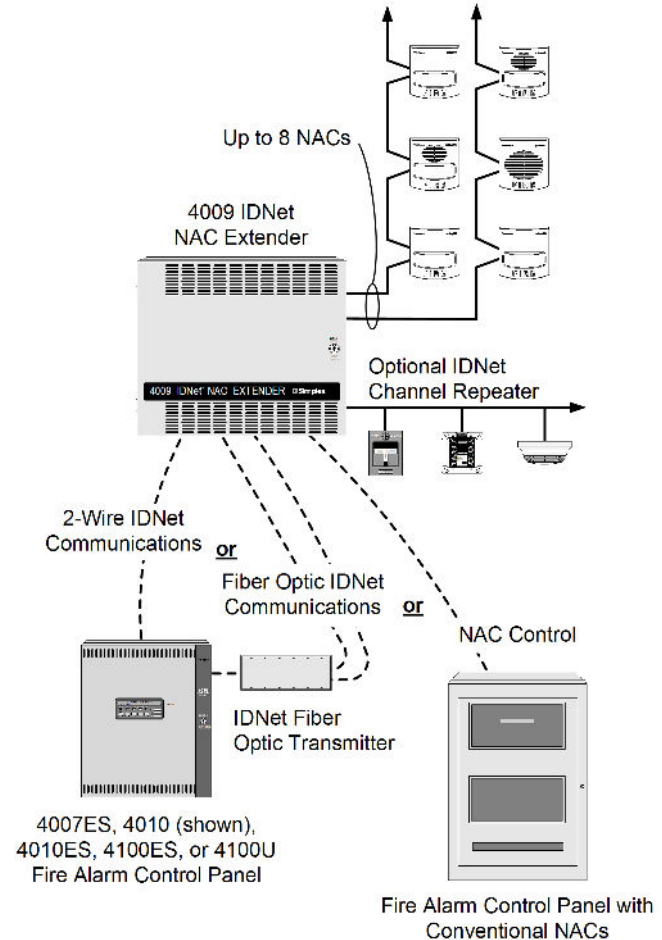 Up to 8 NACs
4009 IDNet
NAC Extender
4009 IDNet NAC EXTENDER Simplex
Optional IDNet
Channel Repeater
2-Wire IDNet
Communications
or
Fiber Optic IDNet
Communications
or
NAC Control
IDNet Fiber
Optic Transmitter
4007ES, 4010 (shown),
4010ES, 4100ES, or 4100U
Fire Alarm Control Panel
Fire Alarm Control Panel with
Conventional NACs